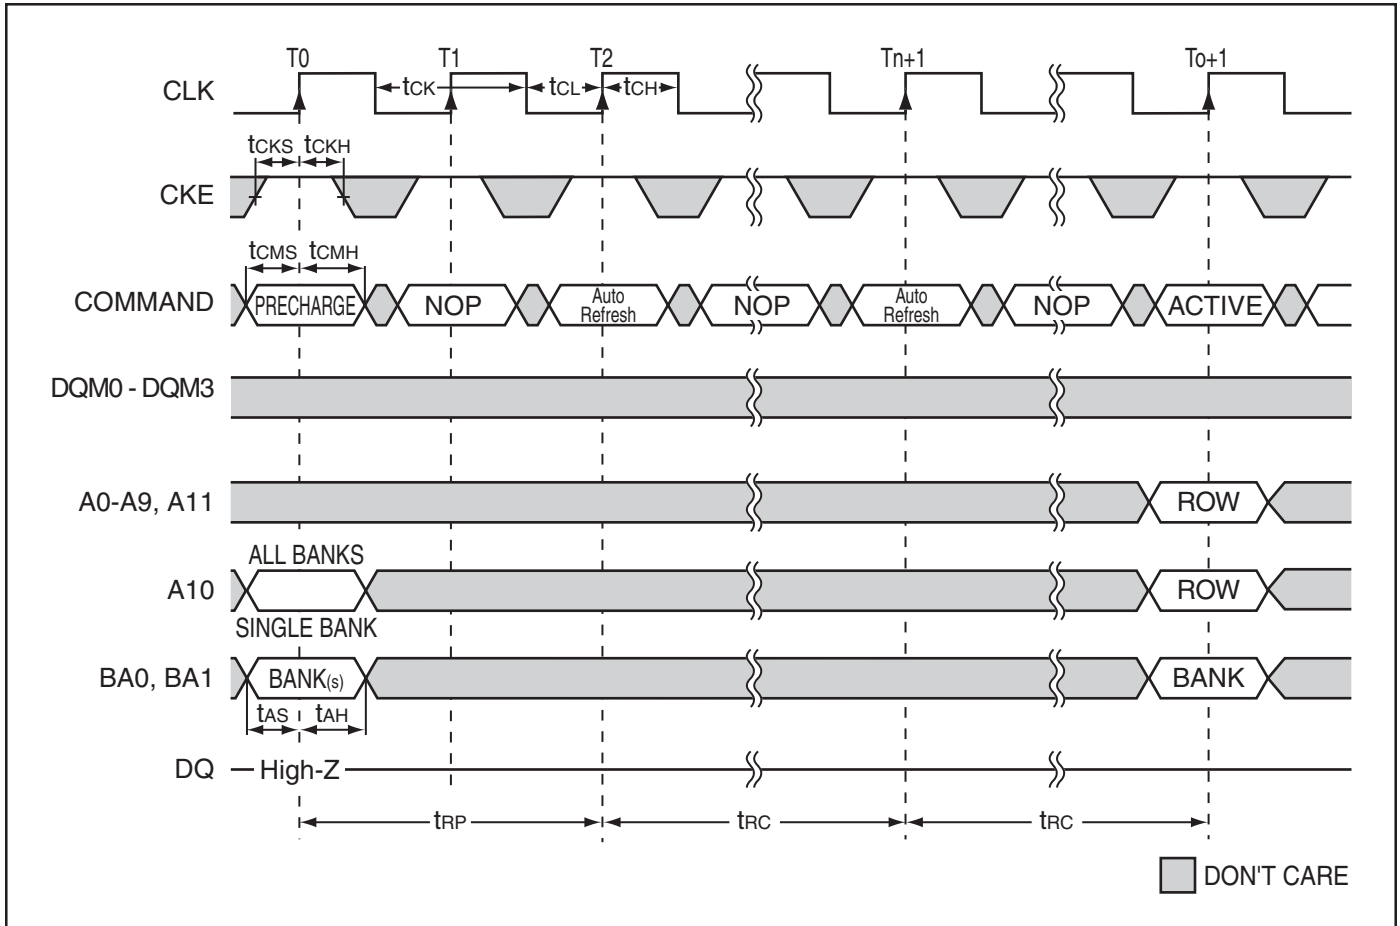 T0 T1 T2 Tn+1 To+1
CLK tCK tCL tCH
tCKS tCKH
CKE
tCMS tCMH
COMMAND PRECHARGE NOP Auto Refresh NOP Auto Refresh NOP ACTIVE
DQM0 - DQM3
A0-A9, A11 ROW
ALL BANKS
A10 ROW
SINGLE BANK
BA0, BA1 BANK(s) BANK
tAS tAH
DQ High-Z
tRP tRC tRC
DON'T CARE